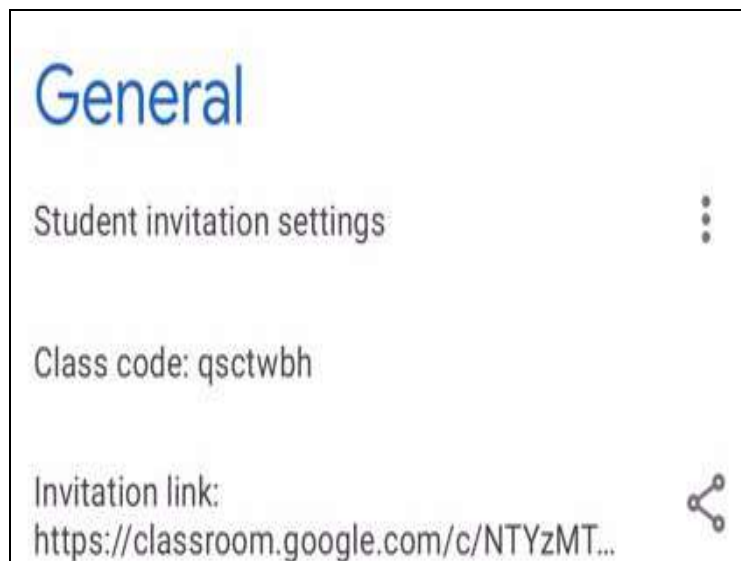 General
Student invitation settings
Class code: qsctwbh
Invitation link:
https://classroom.google.com/c/NTYzMT...